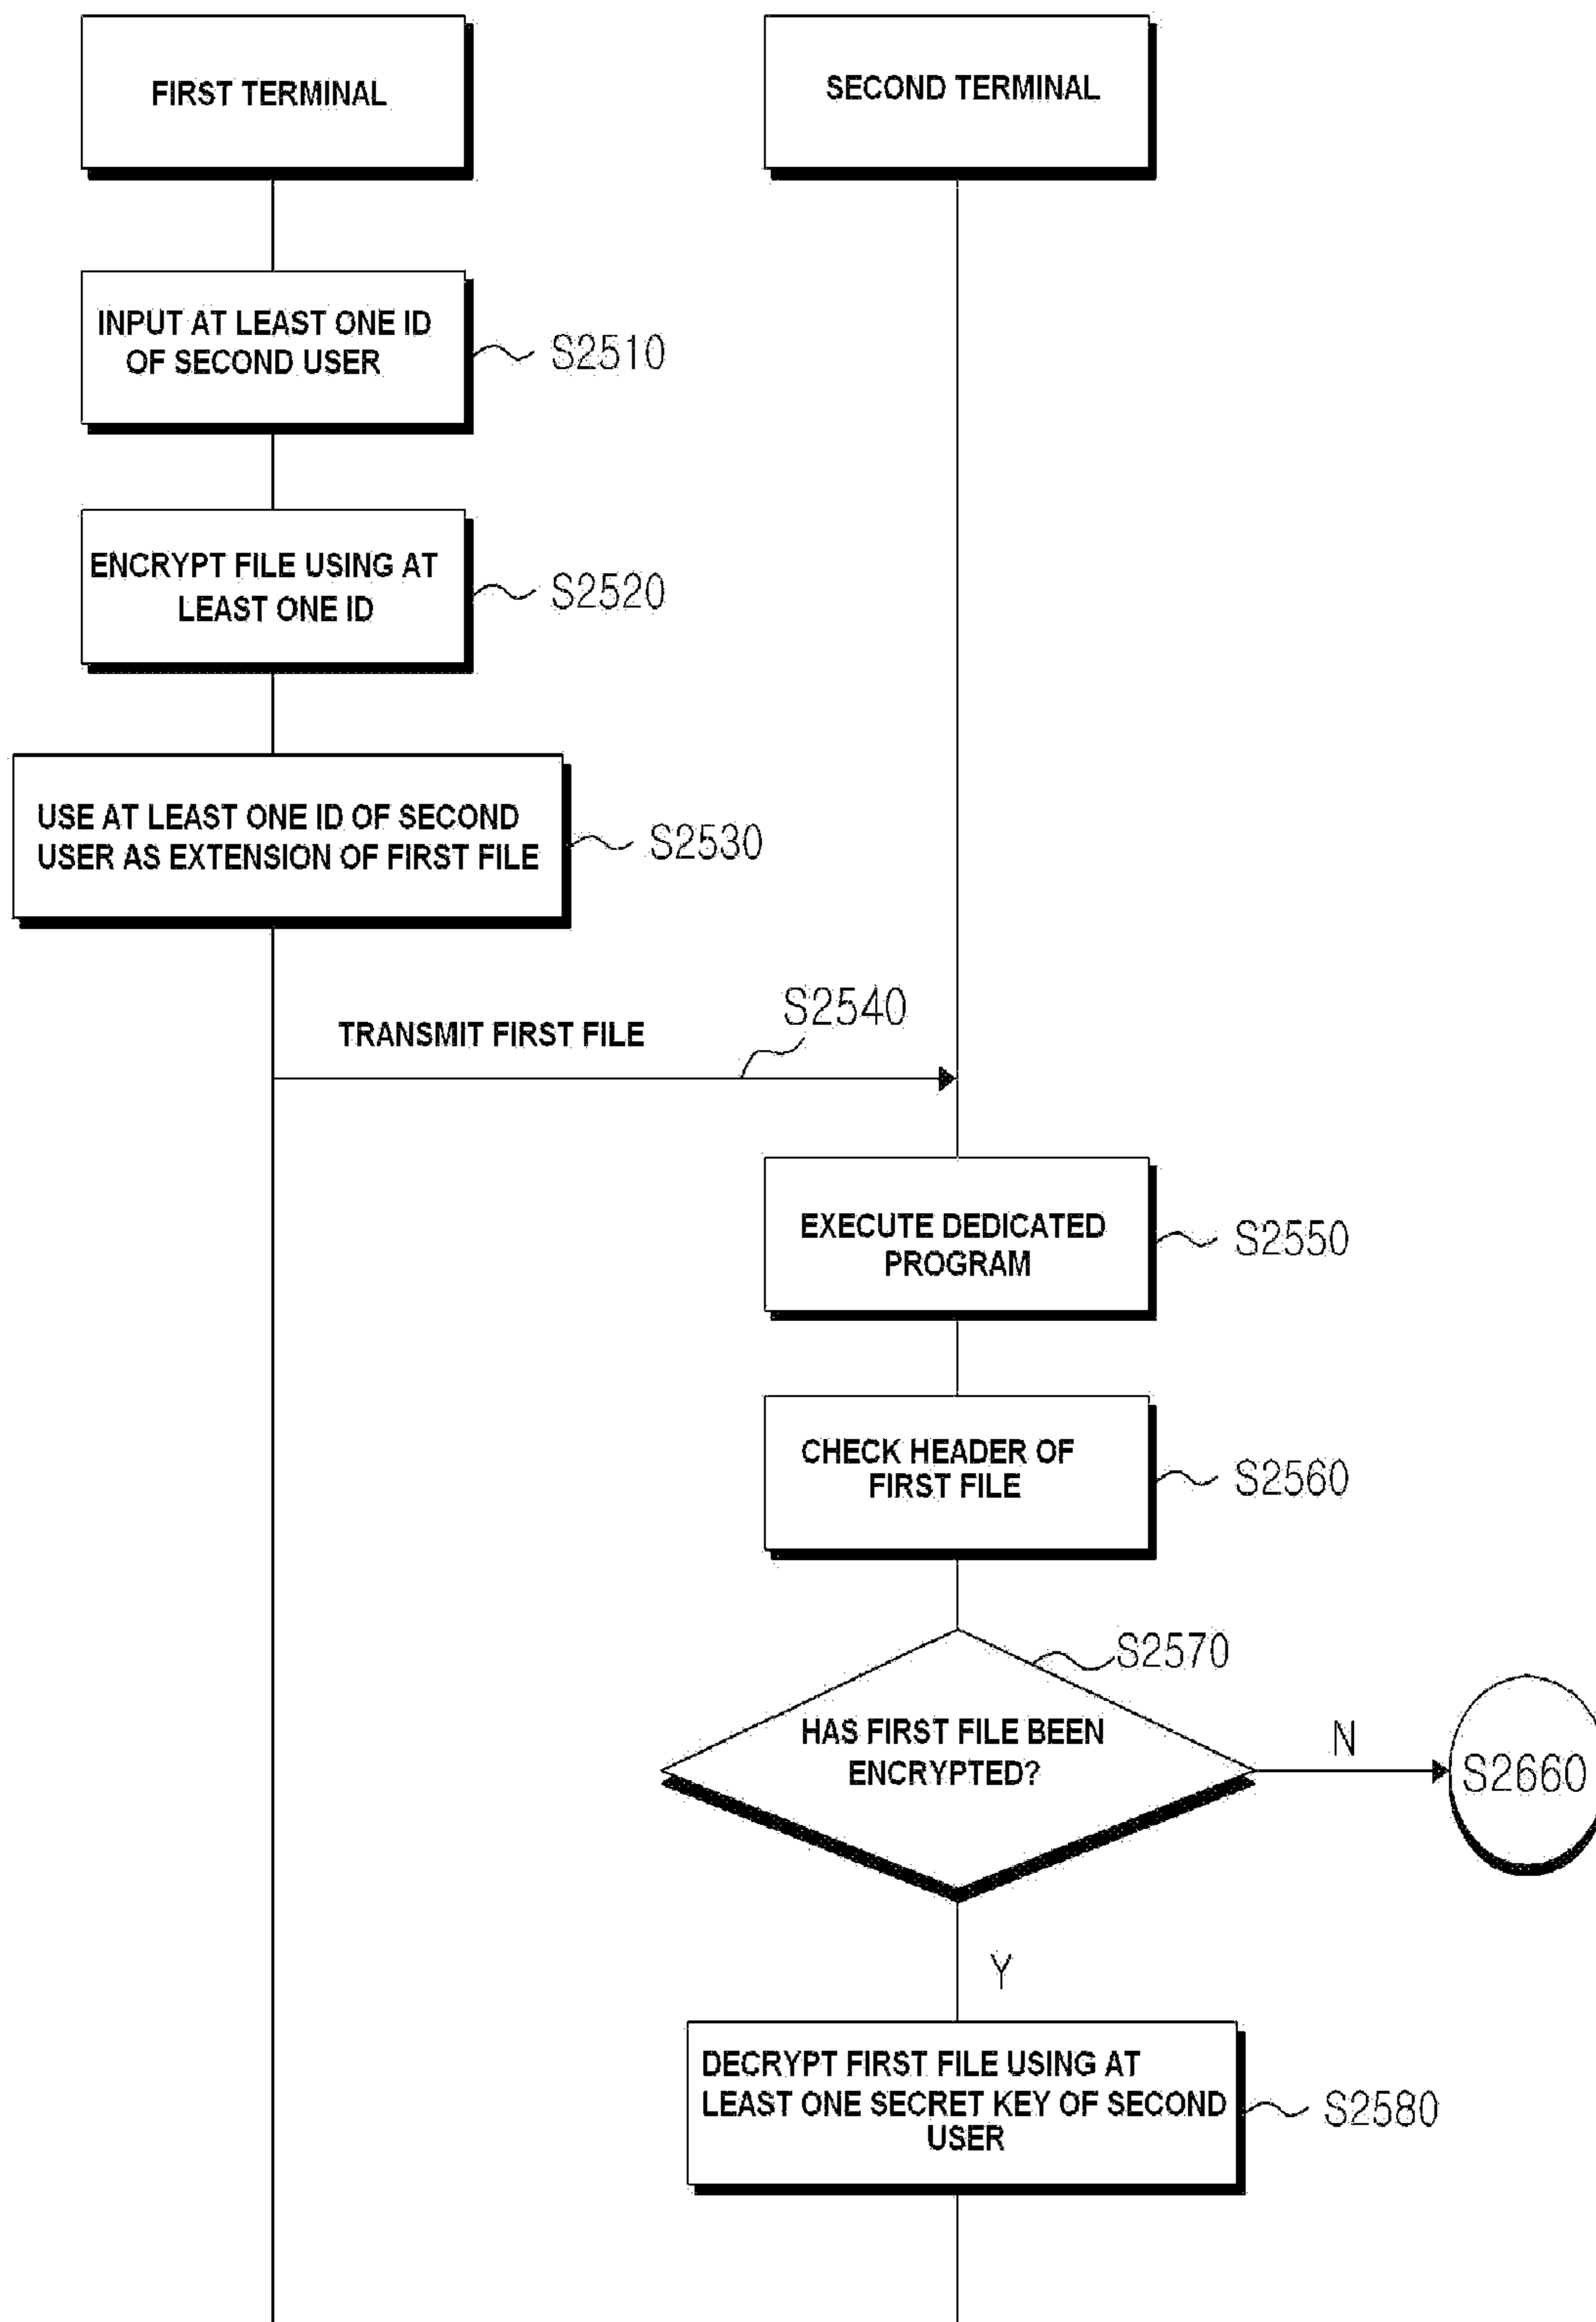 FIRST TERMINAL
SECOND TERMINAL
INPUT AT LEAST ONE ID
OF SECOND USER
S2510
ENCRYPT FILE USING AT
LEAST ONE ID
S2520
USE AT LEAST ONE ID OF SECOND
USER AS EXTENSION OF FIRST FILE
S2530
TRANSMIT FIRST FILE
S2540
EXECUTE DEDICATED
PROGRAM
S2550
CHECK HEADER OF
FIRST FILE
S2560
S2570
HAS FIRST FILE BEEN
ENCRYPTED?
N
S2660
Y
DECRYPT FIRST FILE USING AT
LEAST ONE SECRET KEY OF SECOND
USER
S2580